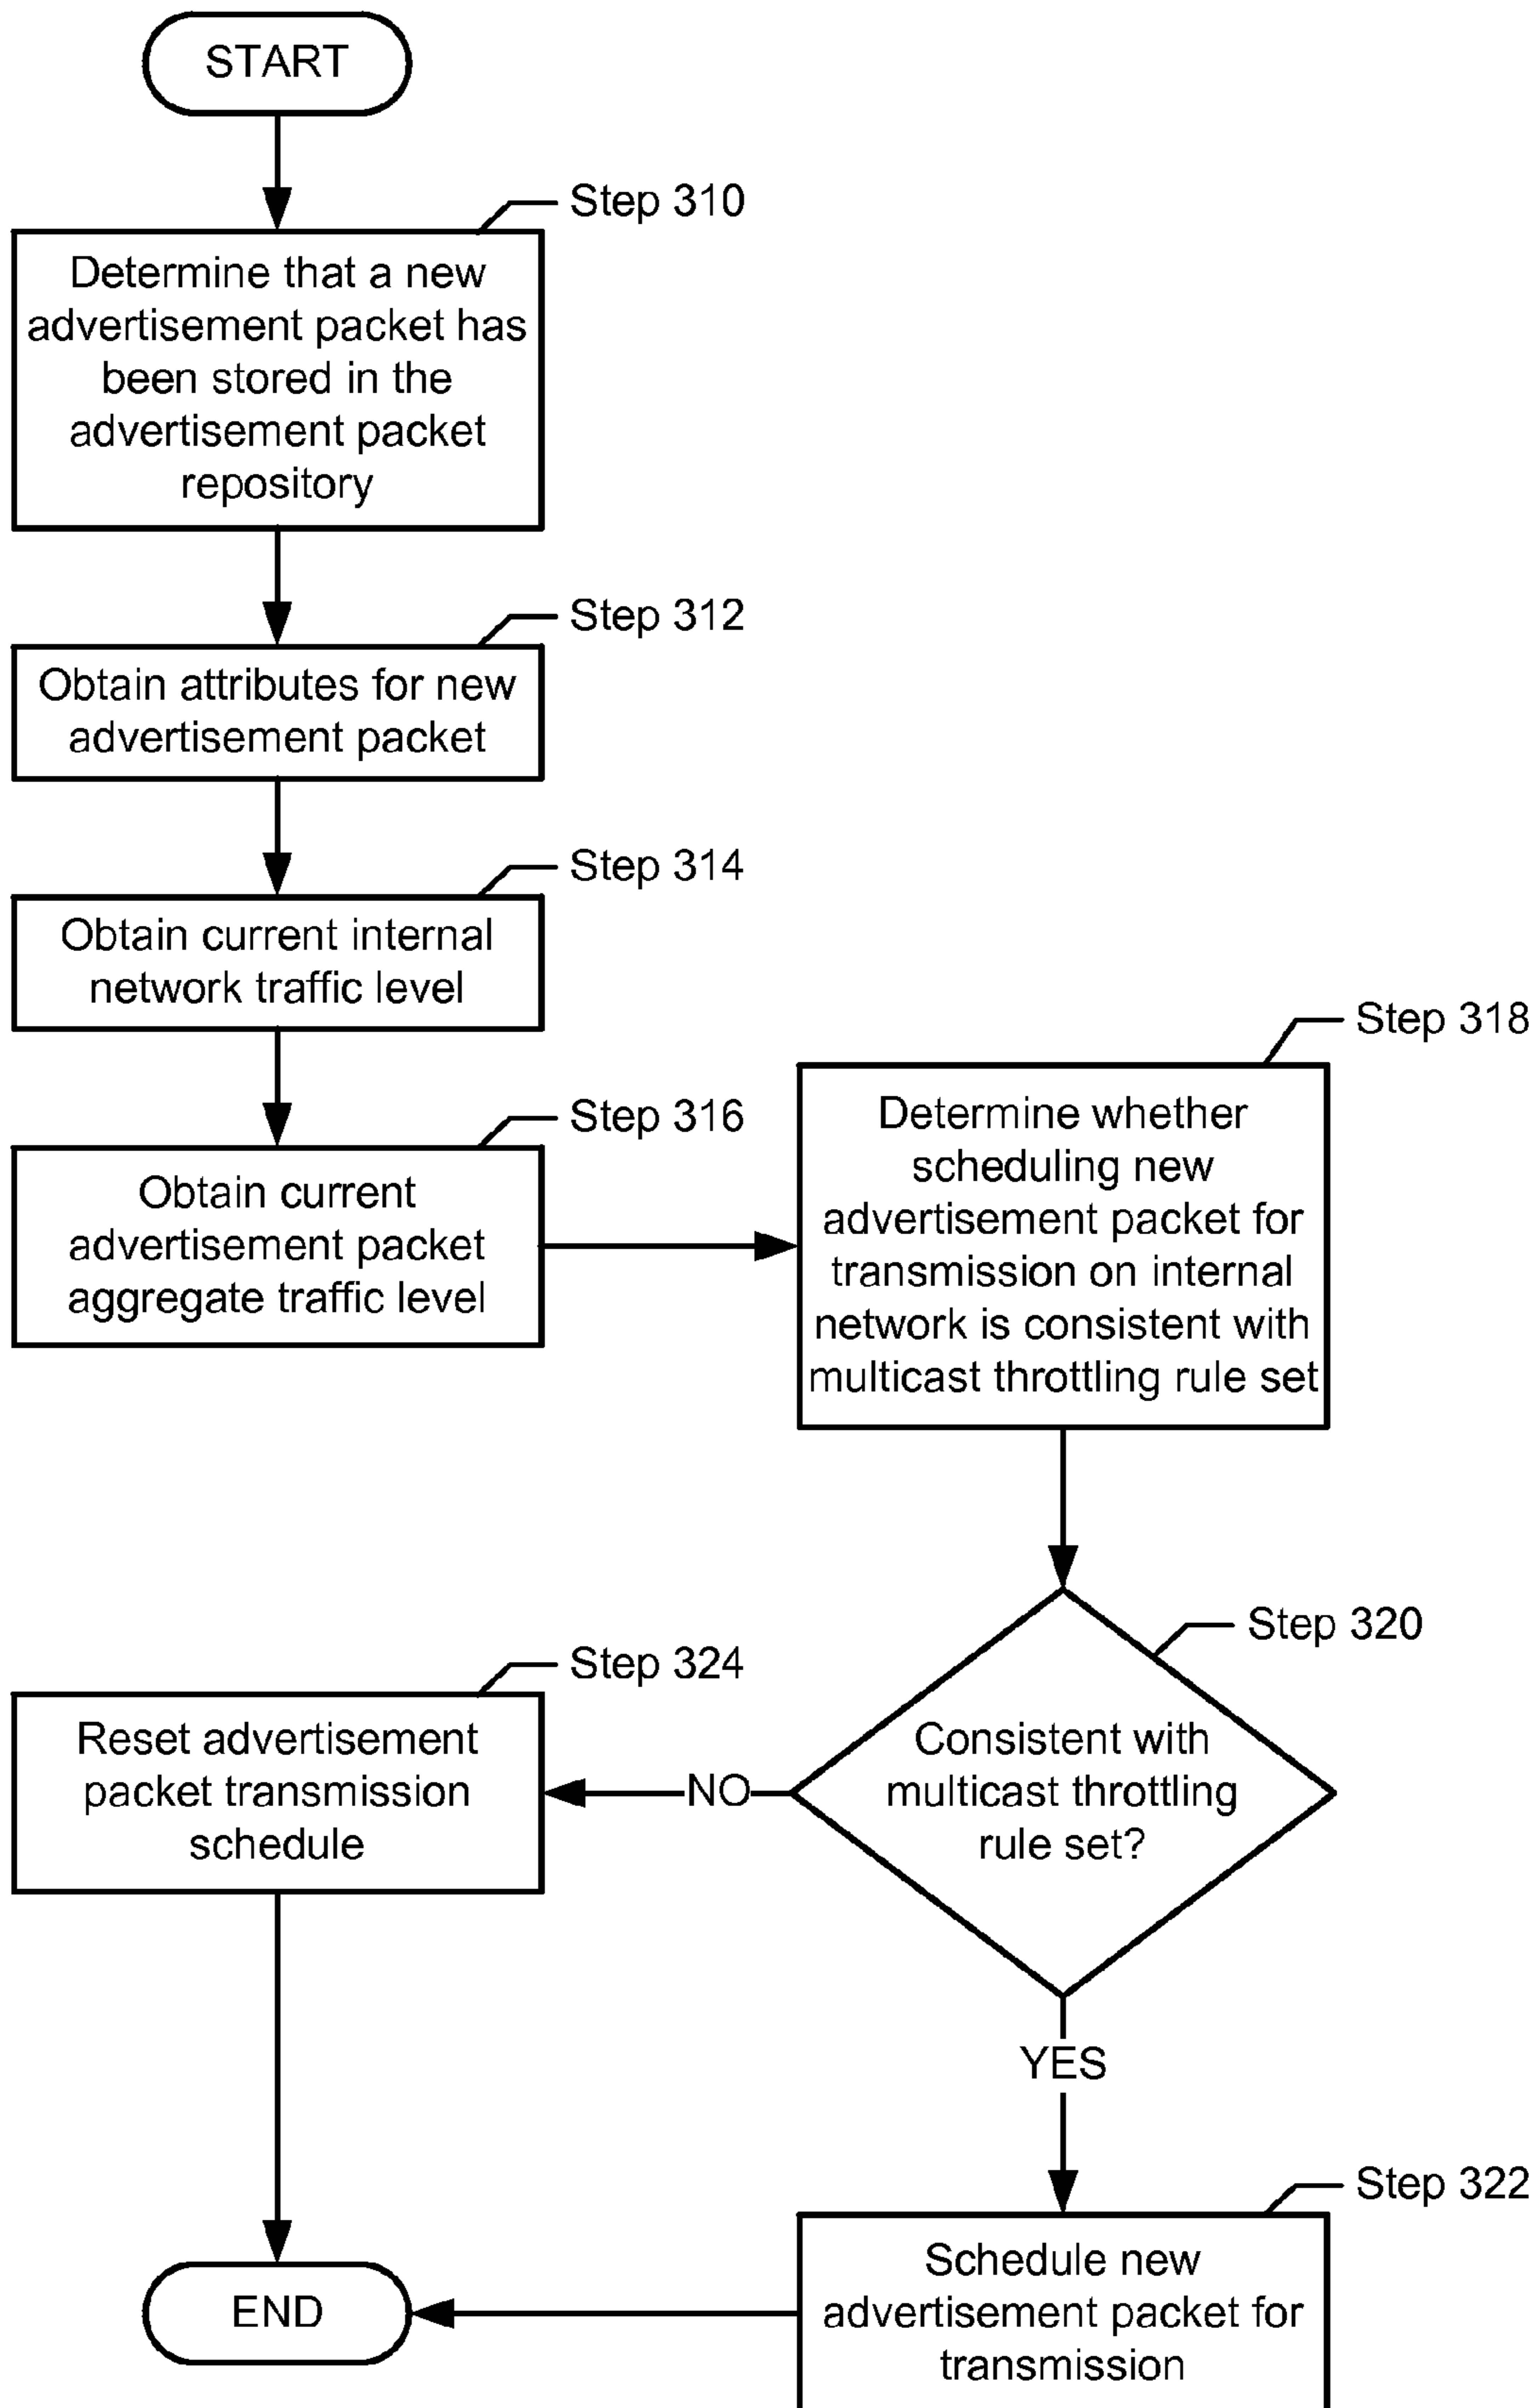 START
Step 310
Determine that a new
advertisement packet has
been stored in the
advertisement packet
repository
Step 312
Obtain attributes for new
advertisement packet
Step 314
Obtain current internal
network traffic level
Step 316
Obtain current
advertisement packet
aggregate traffic level
Step 318
Determine whether
scheduling new
advertisement packet for
transmission on internal
network is consistent with
multicast throttling rule set
Step 320
Consistent with
multicast throttling
rule set?
NO
Step 324
Reset advertisement
packet transmission
schedule
YES
Step 322
Schedule new
advertisement packet for
transmission
END